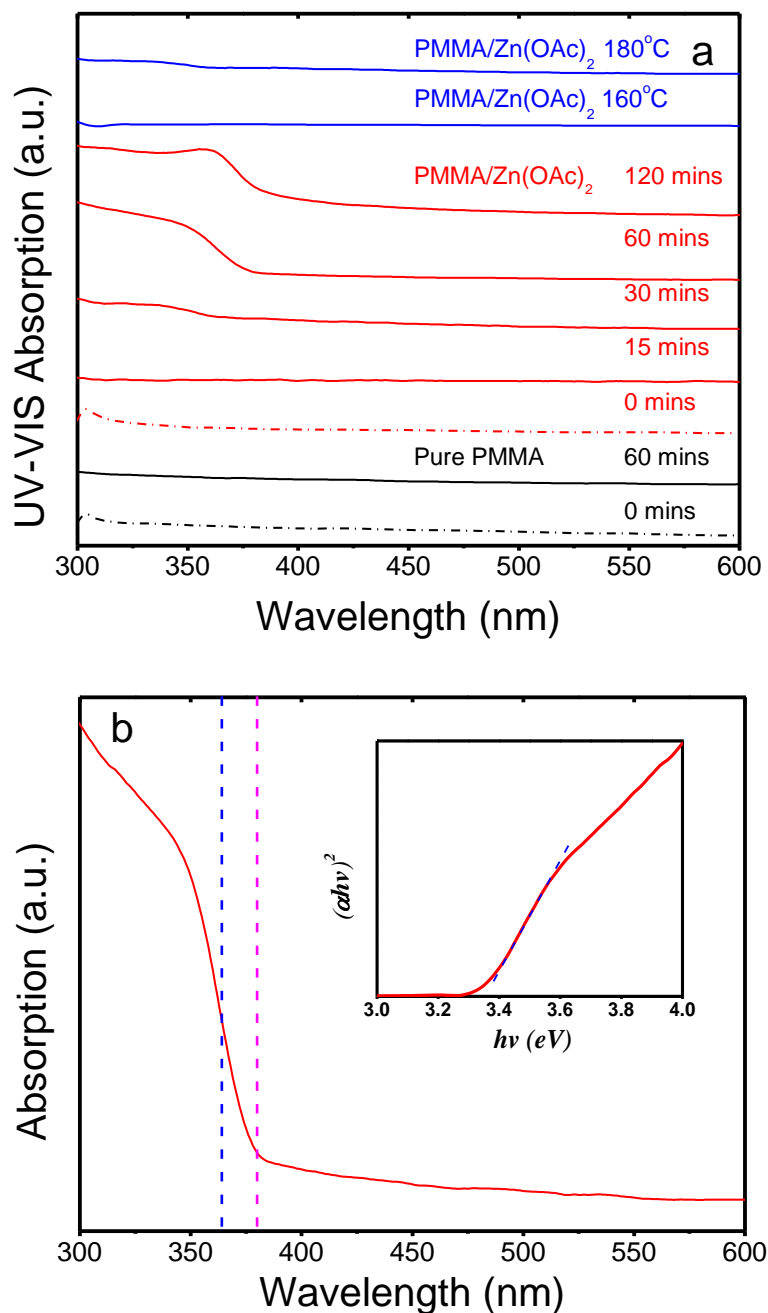 a
PMMA/Zn(OAc)2 180°C
PMMA/Zn(OAc)2 160°C
PMMA/Zn(OAc)2 120 mins
60 mins
30 mins
15 mins
0 mins
Pure PMMA 60 mins
0 mins
UV-VIS Absorption (a.u.)
300 350 400 450 500 550 600
Wavelength (nm)
b
(αhν)2
3.0 3.2 3.4 3.6 3.8 4.0
hν (eV)
Absorption (a.u.)
300 350 400 450 500 550 600
Wavelength (nm)